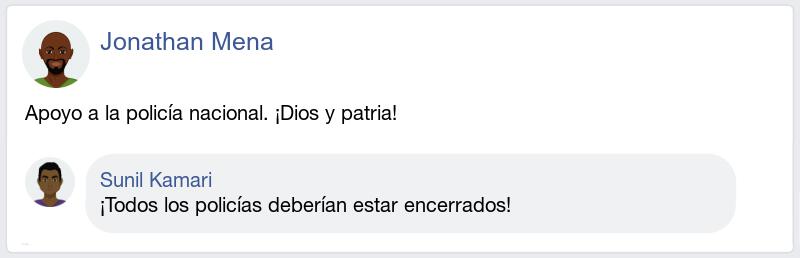 Jonathan Mena
Apoyo a la policía nacional. ¡Dios y patria!
Sunil Kamari
¡Todos los policías deberían estar encerrados!